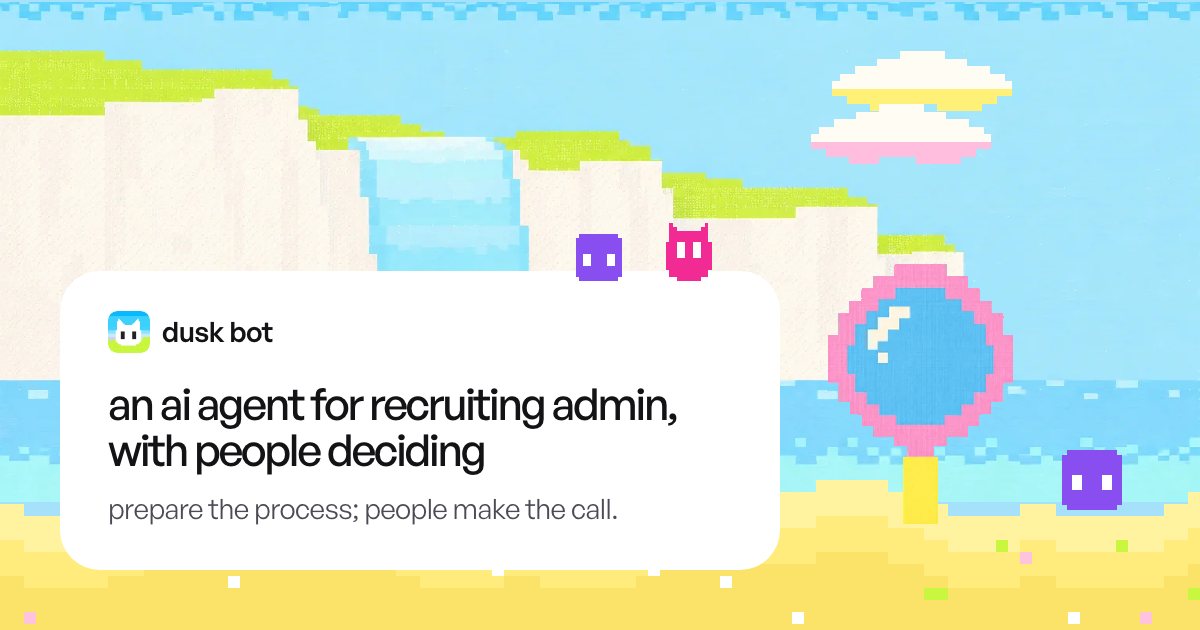 dusk bot
an ai agent for recruiting admin,
with people deciding
prepare the process; people make the call.